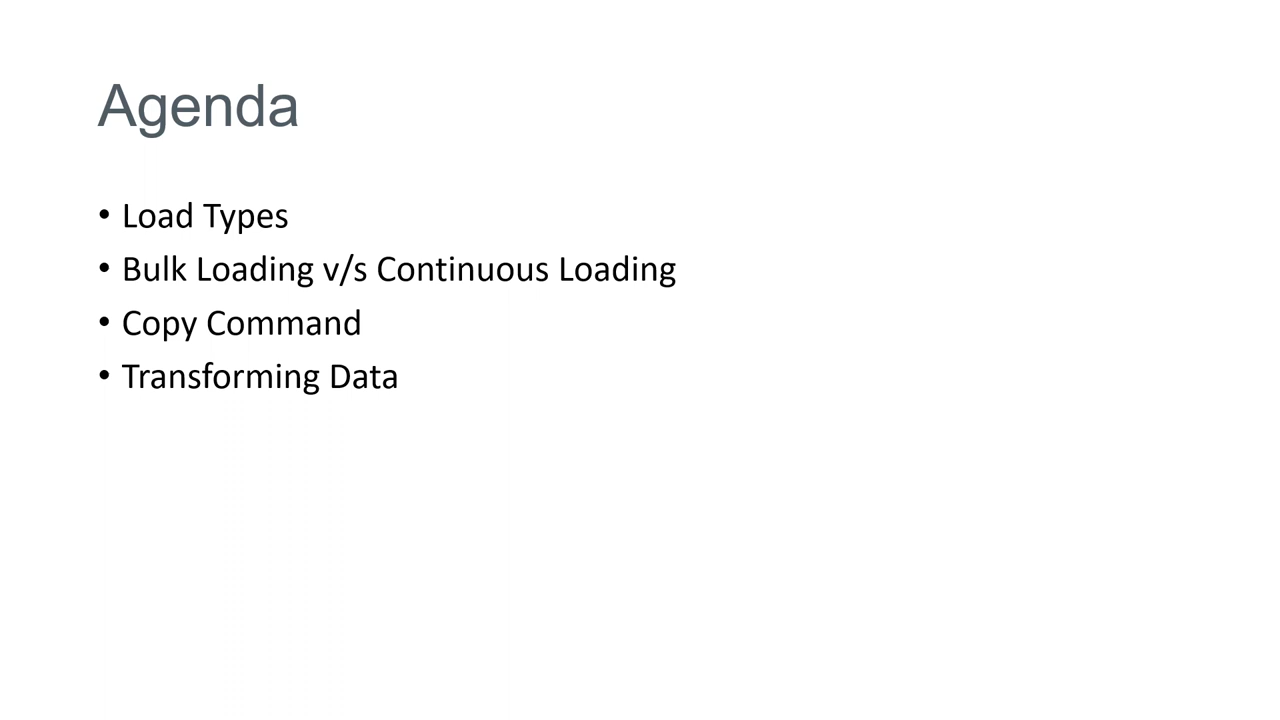 Agenda
• Load Types
• Bulk Loading v/s Continuous Loading
• Copy Command
• Transforming Data